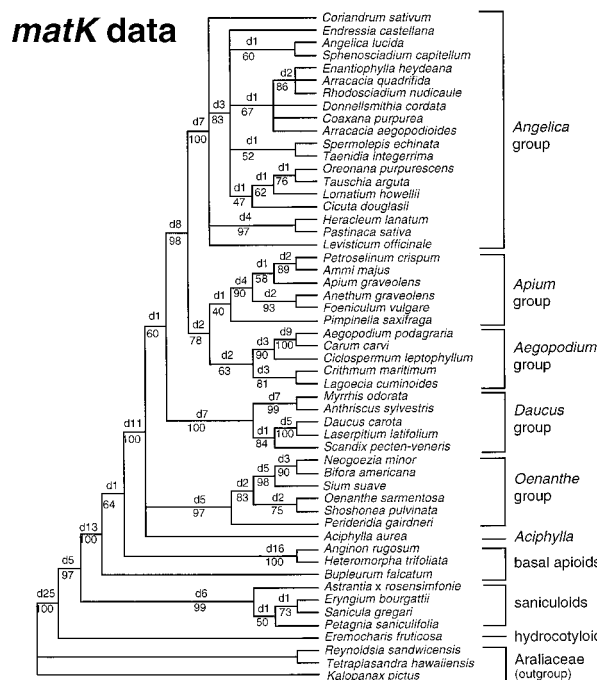 matK data
Coriandrum sativum
Endressia castellana
d1
60
Angelica lucida
Sphenosciadium capitellum
Enantiophylla heydeana
d2
86
Arracacia quadrifida
Rhodosciadium nudicaule
d3
83
d1
67
Donnellsmithia cordata
Coaxana purpurea
Arracacia aegopodioides
d7
100
d1
52
Spermolepis echinata
Taenidia integerrima
Oreonana purpurescens
d1
76
Tauschia arguta
d1
62
Lomatium howellii
d1
47
Cicuta douglasii
d4
97
Heracleum lanatum
Pastinaca sativa
Levisticum officinale
Angelica
group
d8
98
Petroselinum crispum
d2
89
Ammi majus
d1
58
Apium graveolens
d4
90
Anethum graveolens
d2
93
Foeniculum vulgare
d1
40
Pimpinella saxifraga
Apium
group
d2
78
Aegopodium podagraria
d9
100
Carum carvi
d3
90
Ciclospermum leptophyllum
d2
63
Crithmum maritimum
d3
81
Lagoecia cuminoides
Aegopodium
group
d1
60
Myrrhis odorata
d7
99
Anthriscus sylvestris
d7
100
Daucus carota
d5
100
Laserpitium latifolium
d1
84
Scandix pecten-veneris
Daucus
group
d11
100
Neogoezia minor
d3
90
Bifora americana
d5
98
Sium suave
d2
83
Oenanthe sarmentosa
d2
75
Shoshonea pulvinata
d5
97
Perideridia gairdneri
Oenanthe
group
Aciphylla aurea
Aciphylla
d1
64
d16
100
Anginon rugosum
Heteromorpha trifoliata
basal apioids
d13
100
Bupleurum falcatum
d5
97
d6
99
Astrantia x rosensimfonie
Eryngium bourgattii
d1
73
Sanicula gregari
d1
50
Petagnia saniculifolia
saniculoids
d25
100
Eremocharis fruticosa
hydrocotyloid
Reynoldsia sandwicensis
Tetraplasandra hawaiiensis
Kalopanax pictus
Araliaceae
(outgroup)